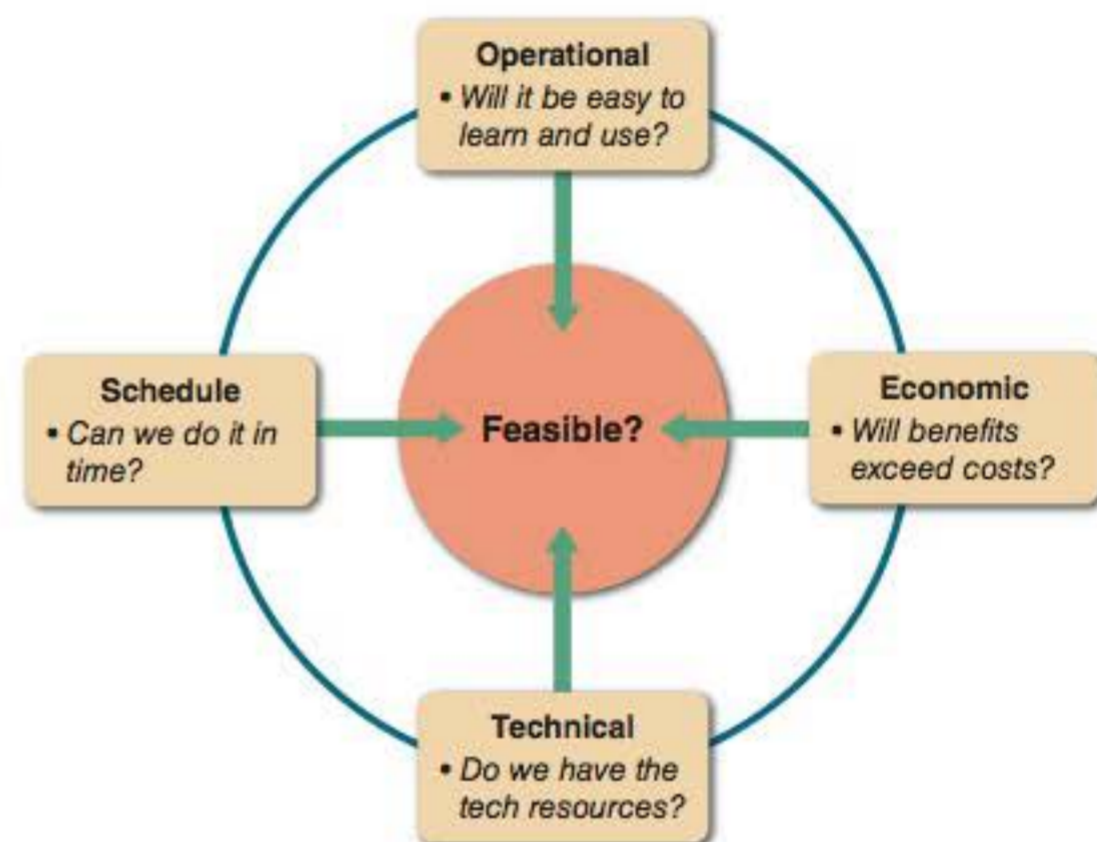 Operational
• Will it be easy to
learn and use?
Schedule
• Can we do it in
time?
Feasible?
Economic
• Will benefits
exceed costs?
Technical
• Do we have the
tech resources?